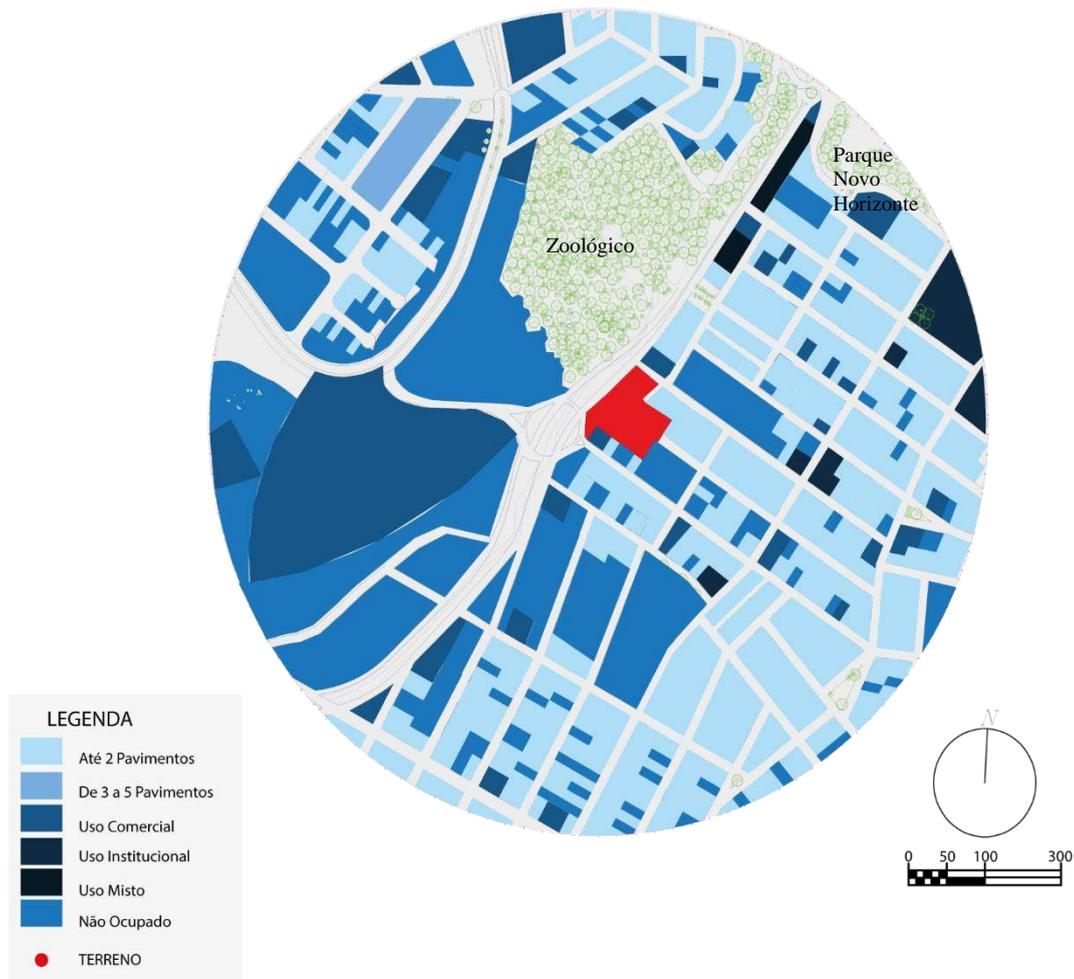 Parque
Novo
Horizonte
Zoológico
LEGENDA
Até 2 Pavimentos
De 3 a 5 Pavimentos
Uso Comercial
Uso Institucional
Uso Misto
Não Ocupado
TERRENO
N
0 50 100 300